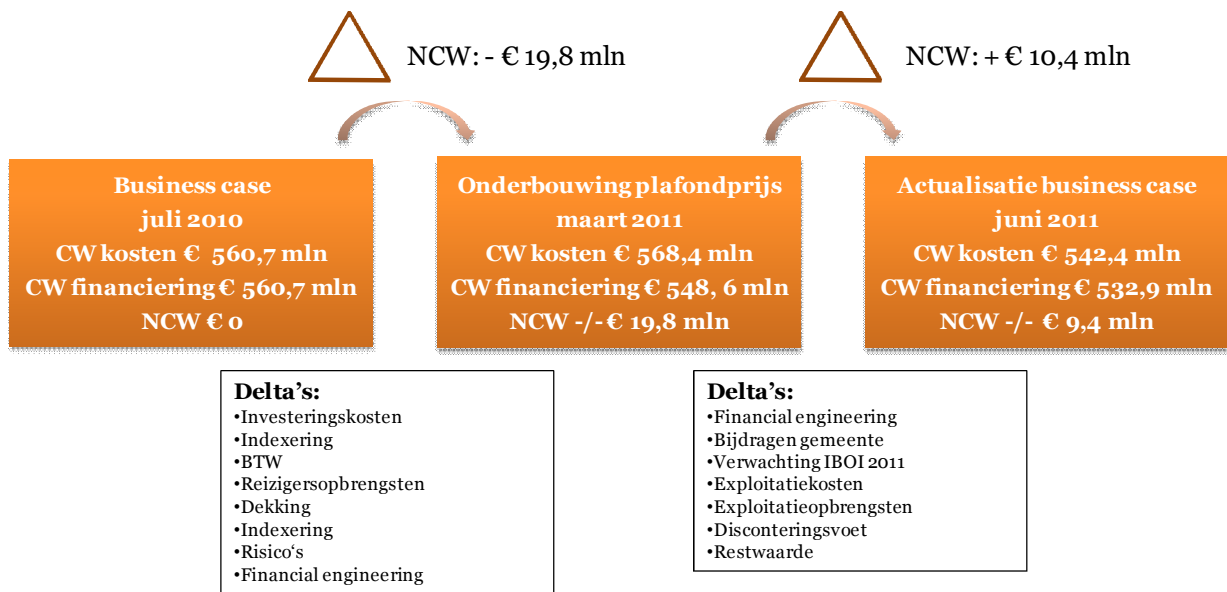 NCW: - € 19,8 mln
NCW: + € 10,4 mln
Business case
juli 2010
CW kosten €  560,7 mln
CW financiering € 560,7 mln
NCW € 0
Onderbouwing plafondprijs
maart 2011
CW kosten € 568,4 mln
CW financiering € 548, 6 mln
NCW -/- € 19,8 mln
Actualisatie business case
juni 2011
CW kosten € 542,4 mln
CW financiering € 532,9 mln
NCW -/-  € 9,4 mln
Delta's:
•Investeringskosten
•Indexering
•BTW
•Reizigersopbrengsten
•Dekking
•Indexering
•Risico‘s
•Financial engineering
Delta's:
•Financial engineering
•Bijdragen gemeente
•Verwachting IBOI 2011
•Exploitatiekosten
•Exploitatieopbrengsten
•Disconteringsvoet
•Restwaarde